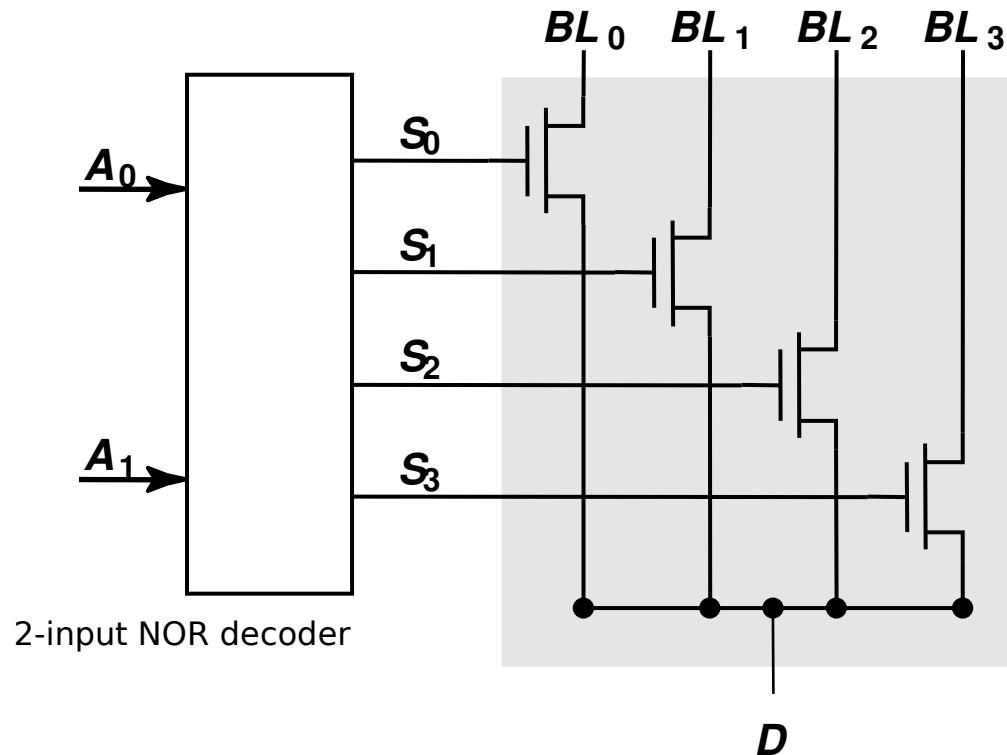 BL0 BL1 BL2 BL3
S0
A0
S1
S2
A1
S3
2-input NOR decoder
D